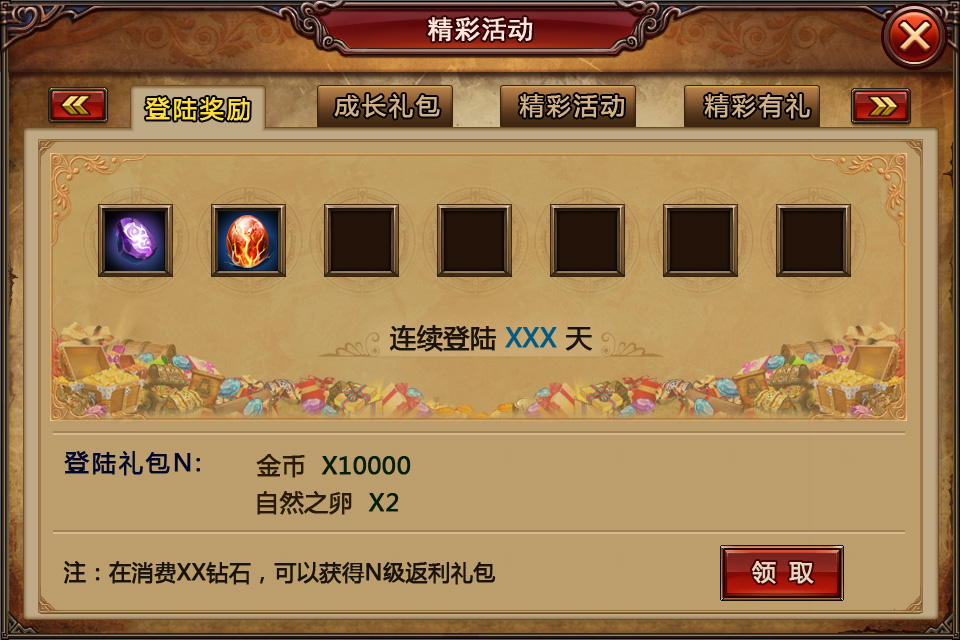 精彩活动
登陆奖励
成长礼包
精彩活动
精彩有礼
连续登陆 XXX 天
登陆礼包N:
金币 X10000
自然之卵 X2
注：在消费XX钻石，可以获得N级返利礼包
领 取